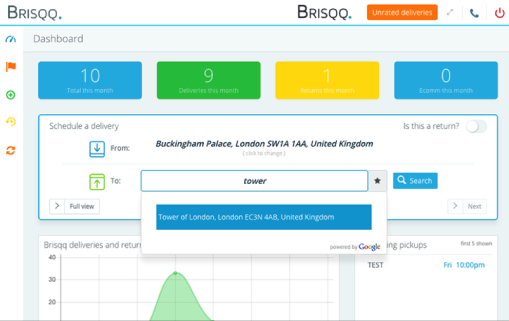 BRISQQ.
BRISQQ.
Unrated deliveries
Dashboard
10
Total this month
9
Deliveries this month
1
Returns this month
0
Ecomm this month
Schedule a delivery
Is this a return?
From:
Buckingham Palace, London SW1A 1AA, United Kingdom
( click to change )
To:
tower
Search
Tower of London, London EC3N 4AB, United Kingdom
powered by Google
Full view
Next
Brisqq deliveries and return
ing pickups
first 5 shown
40
30
20
TEST
Fri 10:00pm